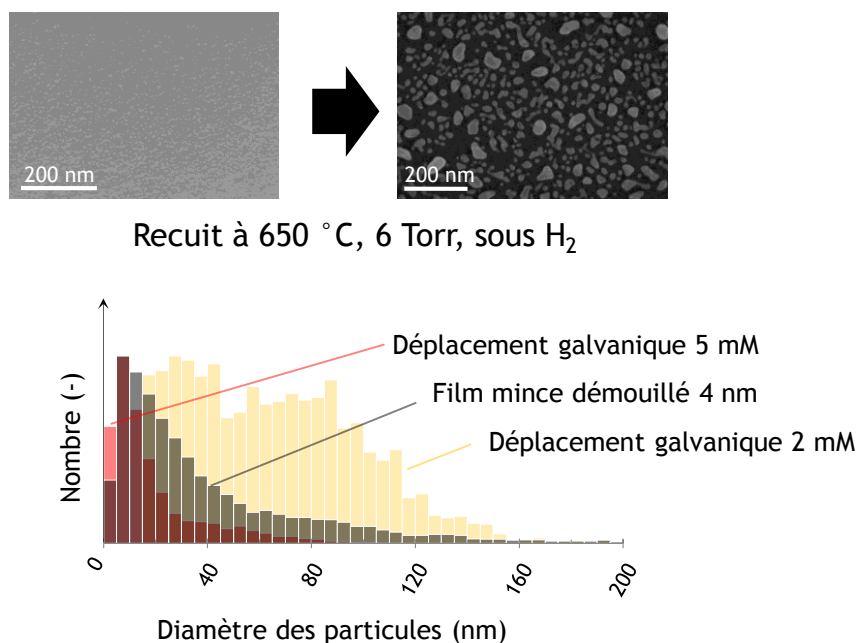 200 nm
200 nm
Recuit à 650 °C, 6 Torr, sous H₂
Déplacement galvanique 5 mM
Film mince démouillé 4 nm
Déplacement galvanique 2 mM
Nombre (-)
0
40
80
120
160
200
Diamètre des particules (nm)